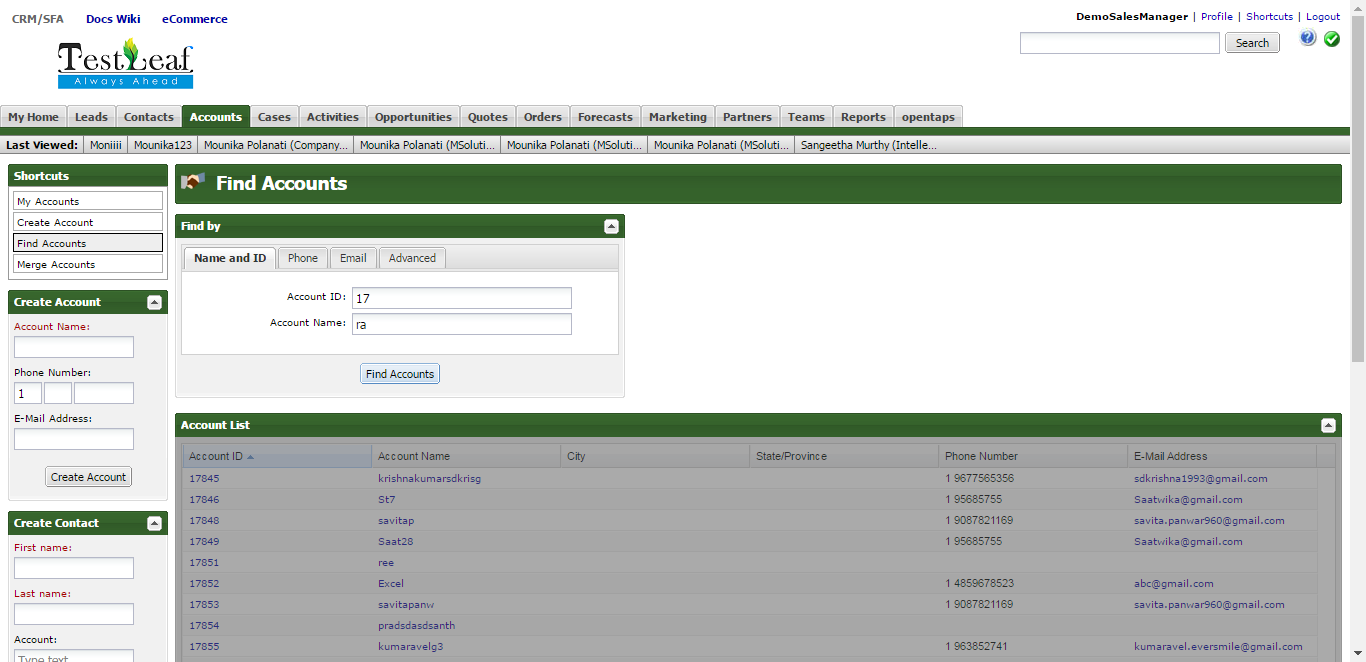 CRM/SFA Docs Wiki eCommerce
DemoSalesManager | Profile | Shortcuts | Logout
TestLeaf
Always Ahead
Search
?
My Home Leads Contacts Accounts Cases Activities Opportunities Quotes Orders Forecasts Marketing Partners Teams Reports opentaps
Last Viewed: Moniiii Mounika123 Mounika Polanati (Company... Mounika Polanati (MSoluti... Mounika Polanati (MSoluti... Mounika Polanati (MSoluti... Sangeetha Murthy (Intelle...
Shortcuts
My Accounts
Create Account
Find Accounts
Merge Accounts
Create Account
Account Name:
Phone Number:
1
E-Mail Address:
Create Account
Create Contact
First name:
Last name:
Account:
Type text
Find Accounts
Find by
Name and ID Phone Email Advanced
Account ID: 17
Account Name: ra
Find Accounts
Account List
Account ID Account Name City State/Province Phone Number E-Mail Address
17845 krishnakumarsdkrisg 1 9677565356 sdkrishna1993@gmail.com
17846 St7 1 95685755 Saatwika@gmail.com
17848 savitap 1 9087821169 savita.panwar960@gmail.com
17849 Saat28 1 95685755 Saatwika@gmail.com
17851 ree
17852 Excel 1 4859678523 abc@gmail.com
17853 savitapanw 1 9087821169 savita.panwar960@gmail.com
17854 pradsdasdsanth
17855 kumaravelg3 1 963852741 kumaravel.eversmile@gmail.com